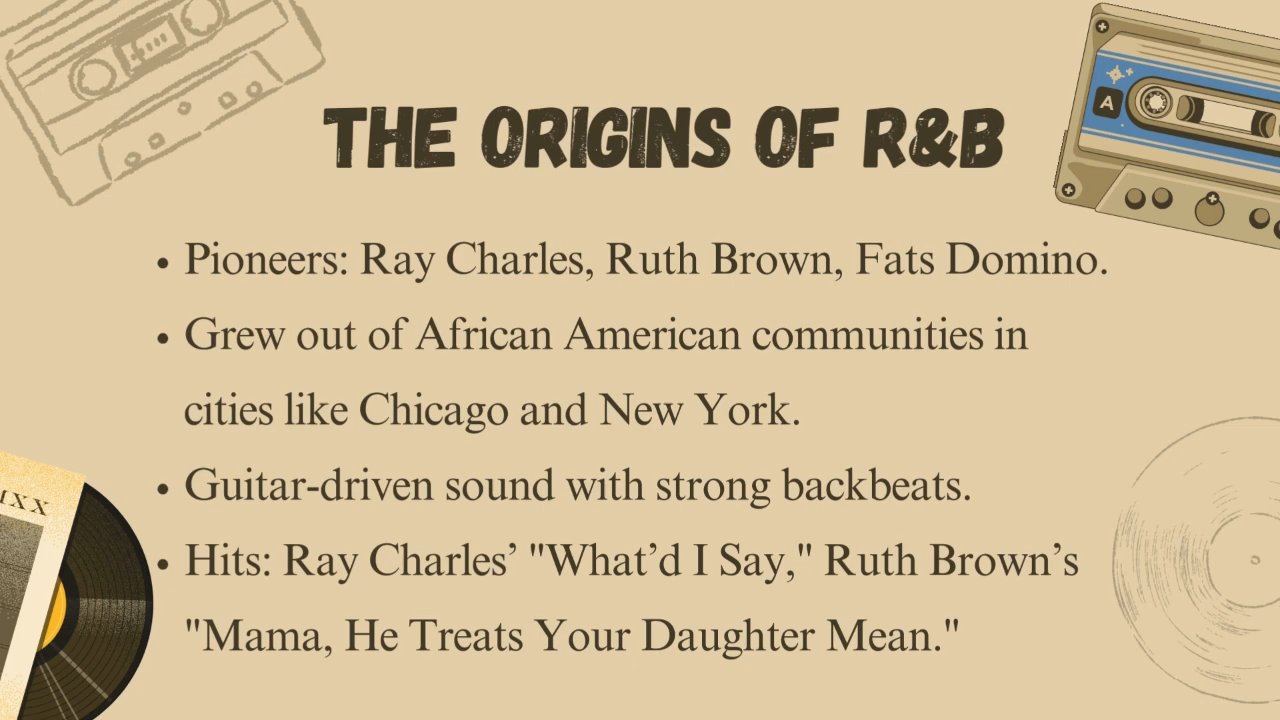 THE ORIGINS OF R&B
A
• Pioneers: Ray Charles, Ruth Brown, Fats Domino.
• Grew out of African American communities in
cities like Chicago and New York.
• Guitar-driven sound with strong backbeats.
IXX
• Hits: Ray Charles’ "What’d I Say," Ruth Brown’s
"Mama, He Treats Your Daughter Mean."